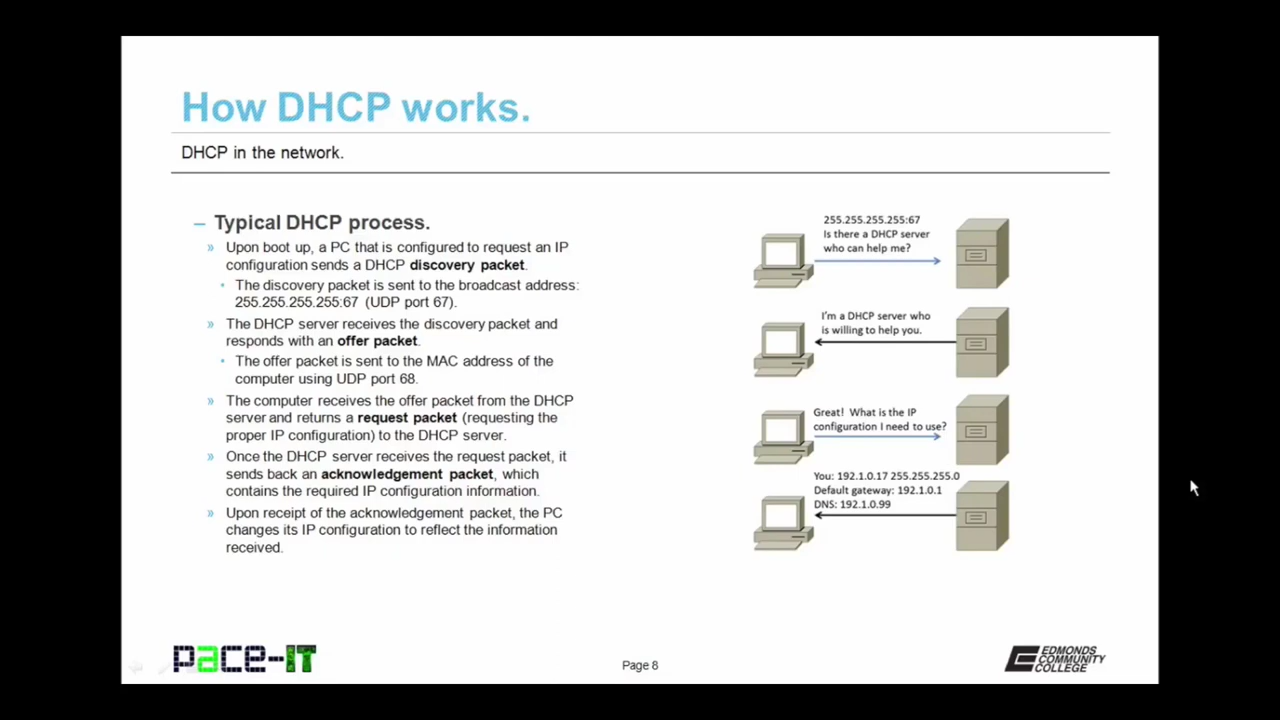 How DHCP works.
DHCP in the network.
– Typical DHCP process.
» Upon boot up, a PC that is configured to request an IP
configuration sends a DHCP discovery packet.
• The discovery packet is sent to the broadcast address:
255.255.255.255:67 (UDP port 67).
» The DHCP server receives the discovery packet and
responds with an offer packet.
• The offer packet is sent to the MAC address of the
computer using UDP port 68.
» The computer receives the offer packet from the DHCP
server and returns a request packet (requesting the
proper IP configuration) to the DHCP server.
» Once the DHCP server receives the request packet, it
sends back an acknowledgement packet, which
contains the required IP configuration information.
» Upon receipt of the acknowledgement packet, the PC
changes its IP configuration to reflect the information
received.
255.255.255.255:67
Is there a DHCP server
who can help me?
I'm a DHCP server who
is willing to help you.
Great! What is the IP
configuration I need to use?
You: 192.1.0.17 255.255.255.0
Default gateway: 192.1.0.1
DNS: 192.1.0.99
pace-IT
Page 8
EDMONDS
COMMUNITY
COLLEGE